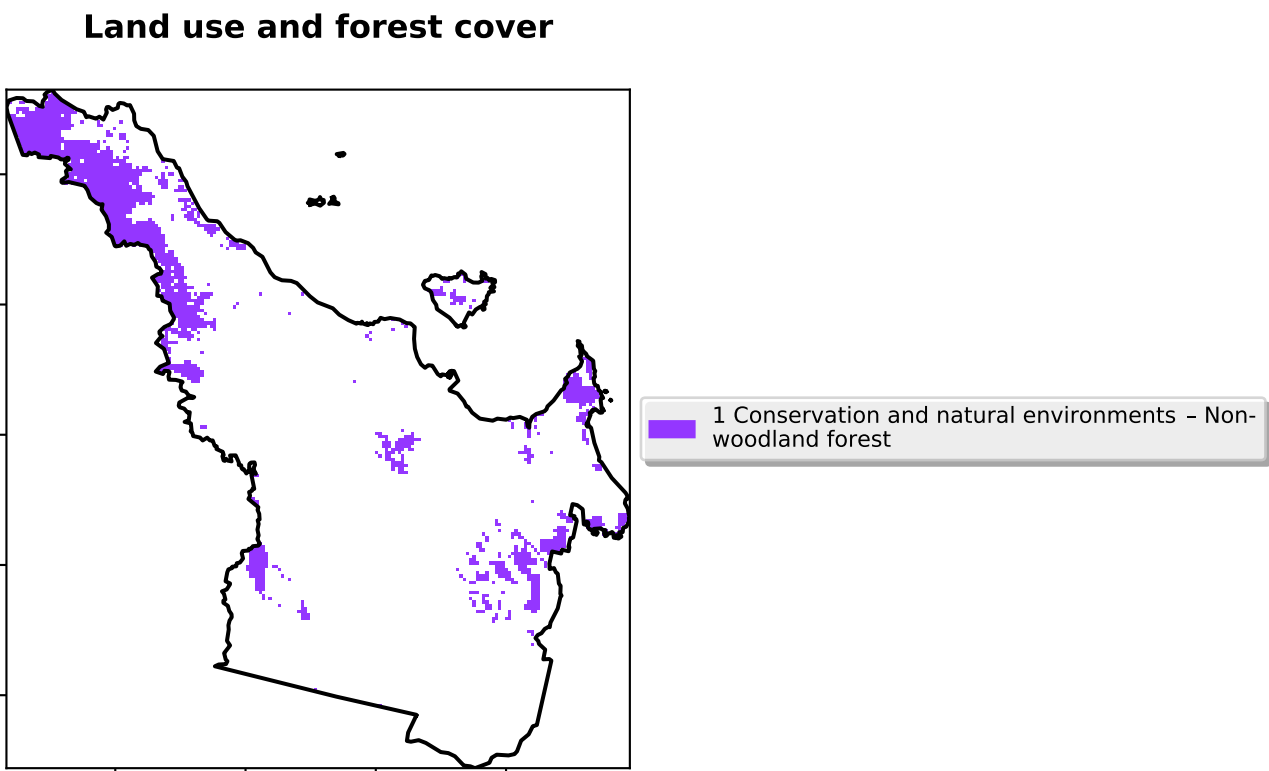 Land use and forest cover
1 Conservation and natural environments – Non-
woodland forest